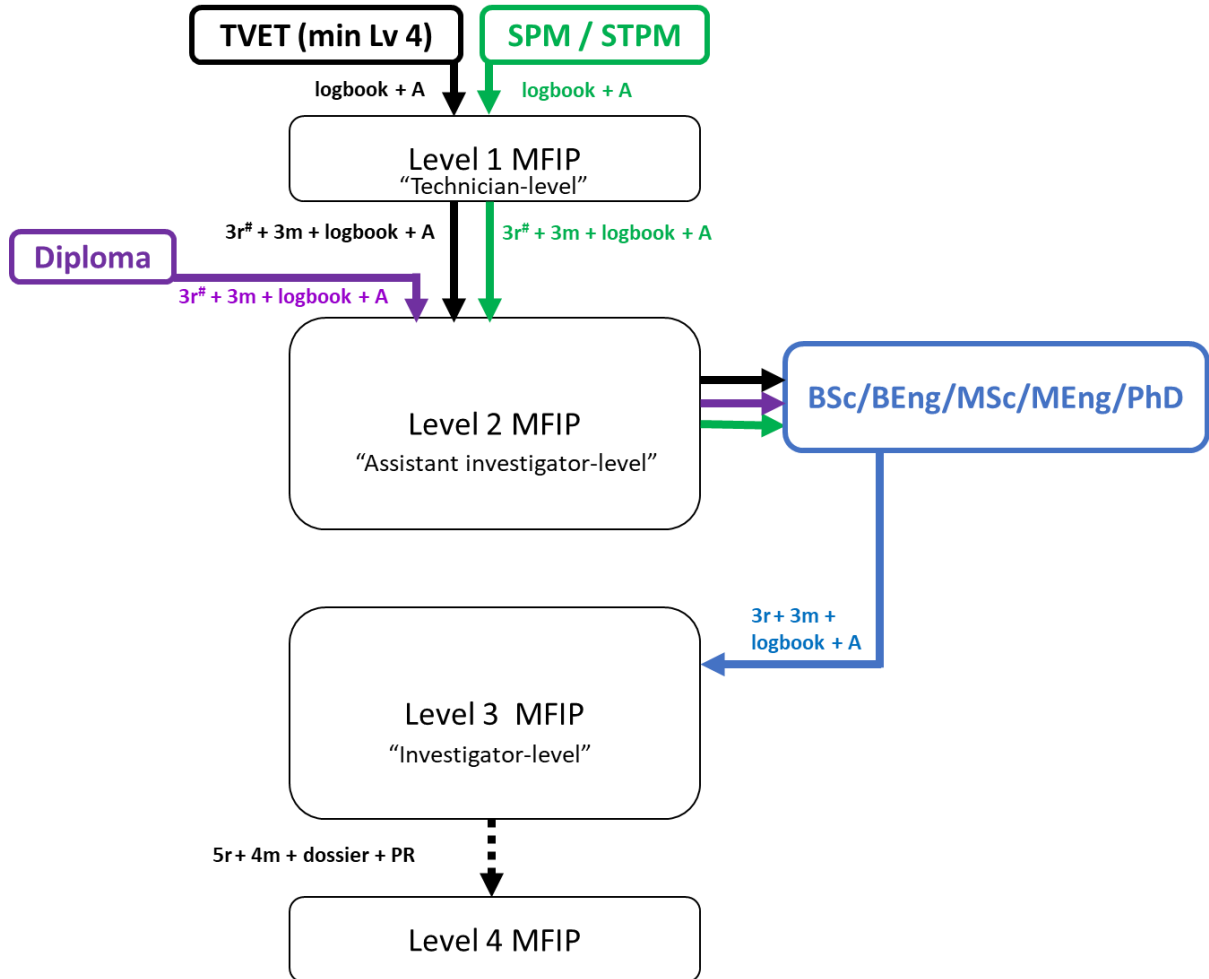 TVET (min Lv 4)
SPM / STPM
logbook + A
logbook + A
Level 1 MFIP
“Technician-level”
3r# + 3m + logbook + A
3r# + 3m + logbook + A
Diploma
3r# + 3m + logbook + A
Level 2 MFIP
“Assistant investigator-level”
BSc/BEng/MSc/MEng/PhD
3r + 3m +
logbook + A
Level 3 MFIP
“Investigator-level”
5r + 4m + dossier + PR
Level 4 MFIP